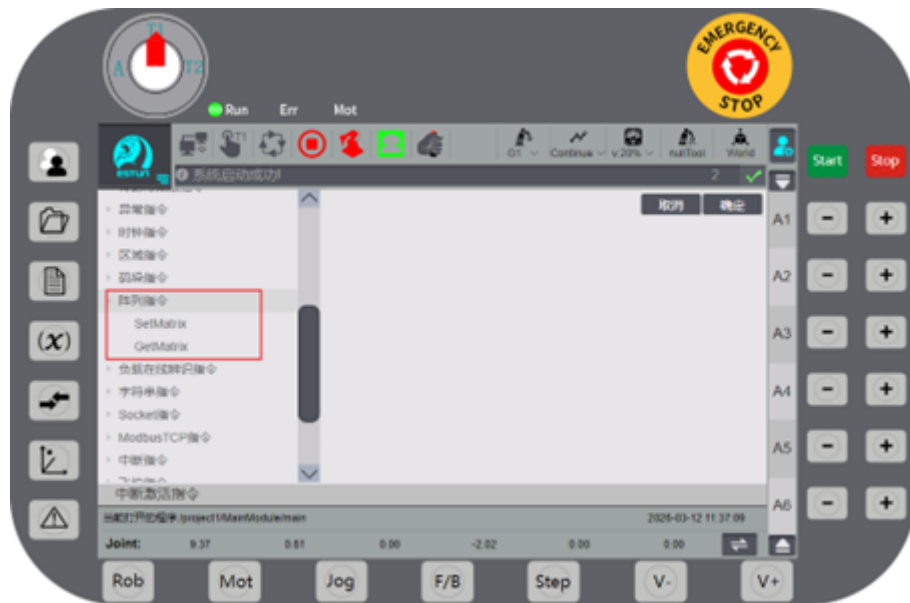 T1
A
T2
EMERGENCY
STOP
Run Err Mot
ESTUN
G1 Continue v:20% nullTool World
系统启动成功! 2
Start Stop
取消 确定
异常指令
时钟指令
区域指令
码垛指令
阵列指令
SetMatrix
GetMatrix
负载在线辨识指令
字符串指令
Socket指令
ModbusTCP指令
中断指令
中断激活指令
A1 - +
A2 - +
A3 - +
A4 - +
A5 - +
A6 - +
(x)
当前打开的程序:/project1/MainModule/main 2026-03-12 11:37:09
Joint: 9.37 0.81 0.00 -2.02 0.00 0.00
Rob Mot Jog F/B Step V- V+